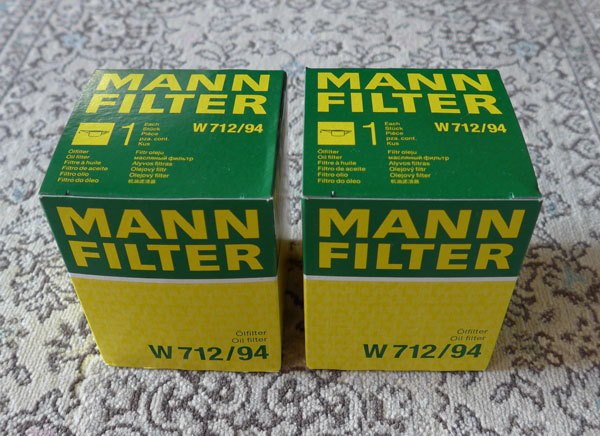 MANN
FILTER
1
Each
Stück
Pièce
pza. cont.
Kus
W 712/94
Ölfilter
Oil filter
Filtre à huile
Filtro de aceite
Filtro olio
Filtro do óleo
Filtr oleju
масляный фильтр
Alyvos filtras
Olejový filtr
Olejový filter
机油滤清器
MANN
FILTER
Ölfilter
Oil filter
W 712/94
MANN
FILTER
1
Each
Stück
Pièce
pza. cont.
Kus
W 712/94
Ölfilter
Oil filter
Filtre à huile
Filtro de aceite
Filtro olio
Filtro do óleo
Filtr oleju
масляный фильтр
Alyvos filtras
Olejový filtr
Olejový filter
机油滤清器
MANN
FILTER
Ölfilter
Oil filter
W 712/94